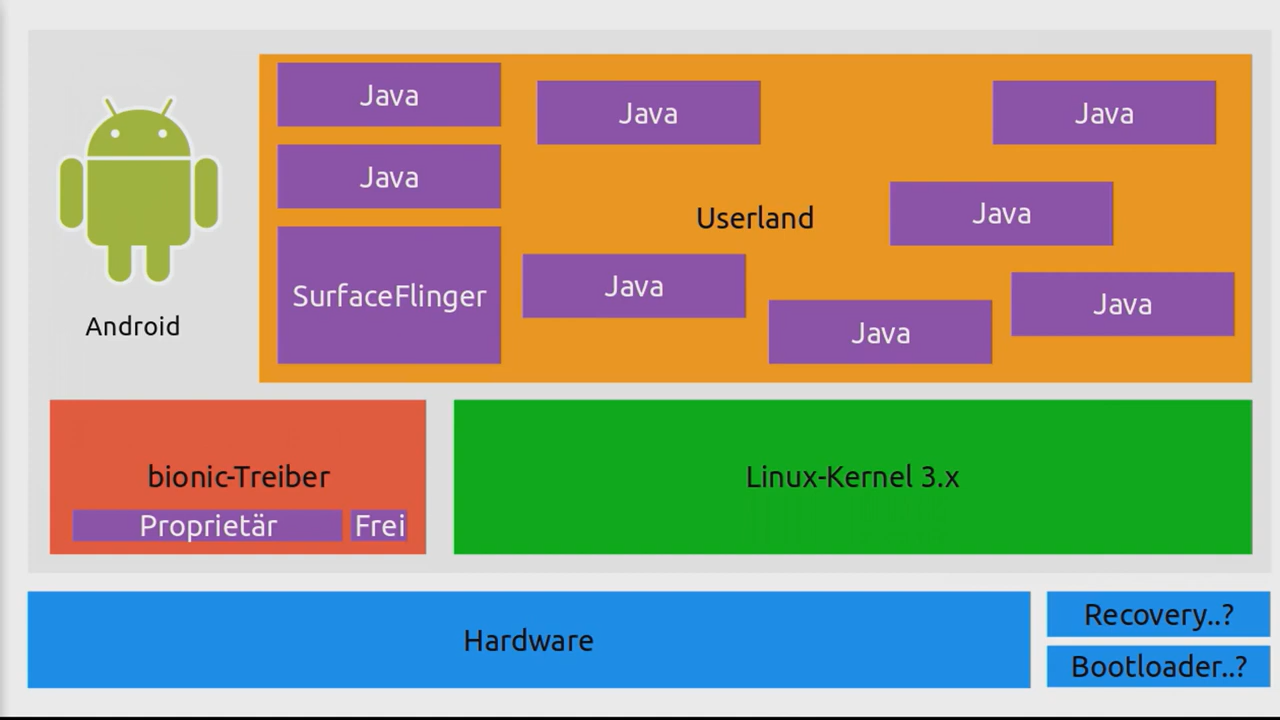 Java
Java
Java
Java
Userland
Java
SurfaceFlinger
Java
Java
Java
Android
bionic-Treiber
Proprietär
Frei
Linux-Kernel 3.x
Hardware
Recovery..?
Bootloader..?